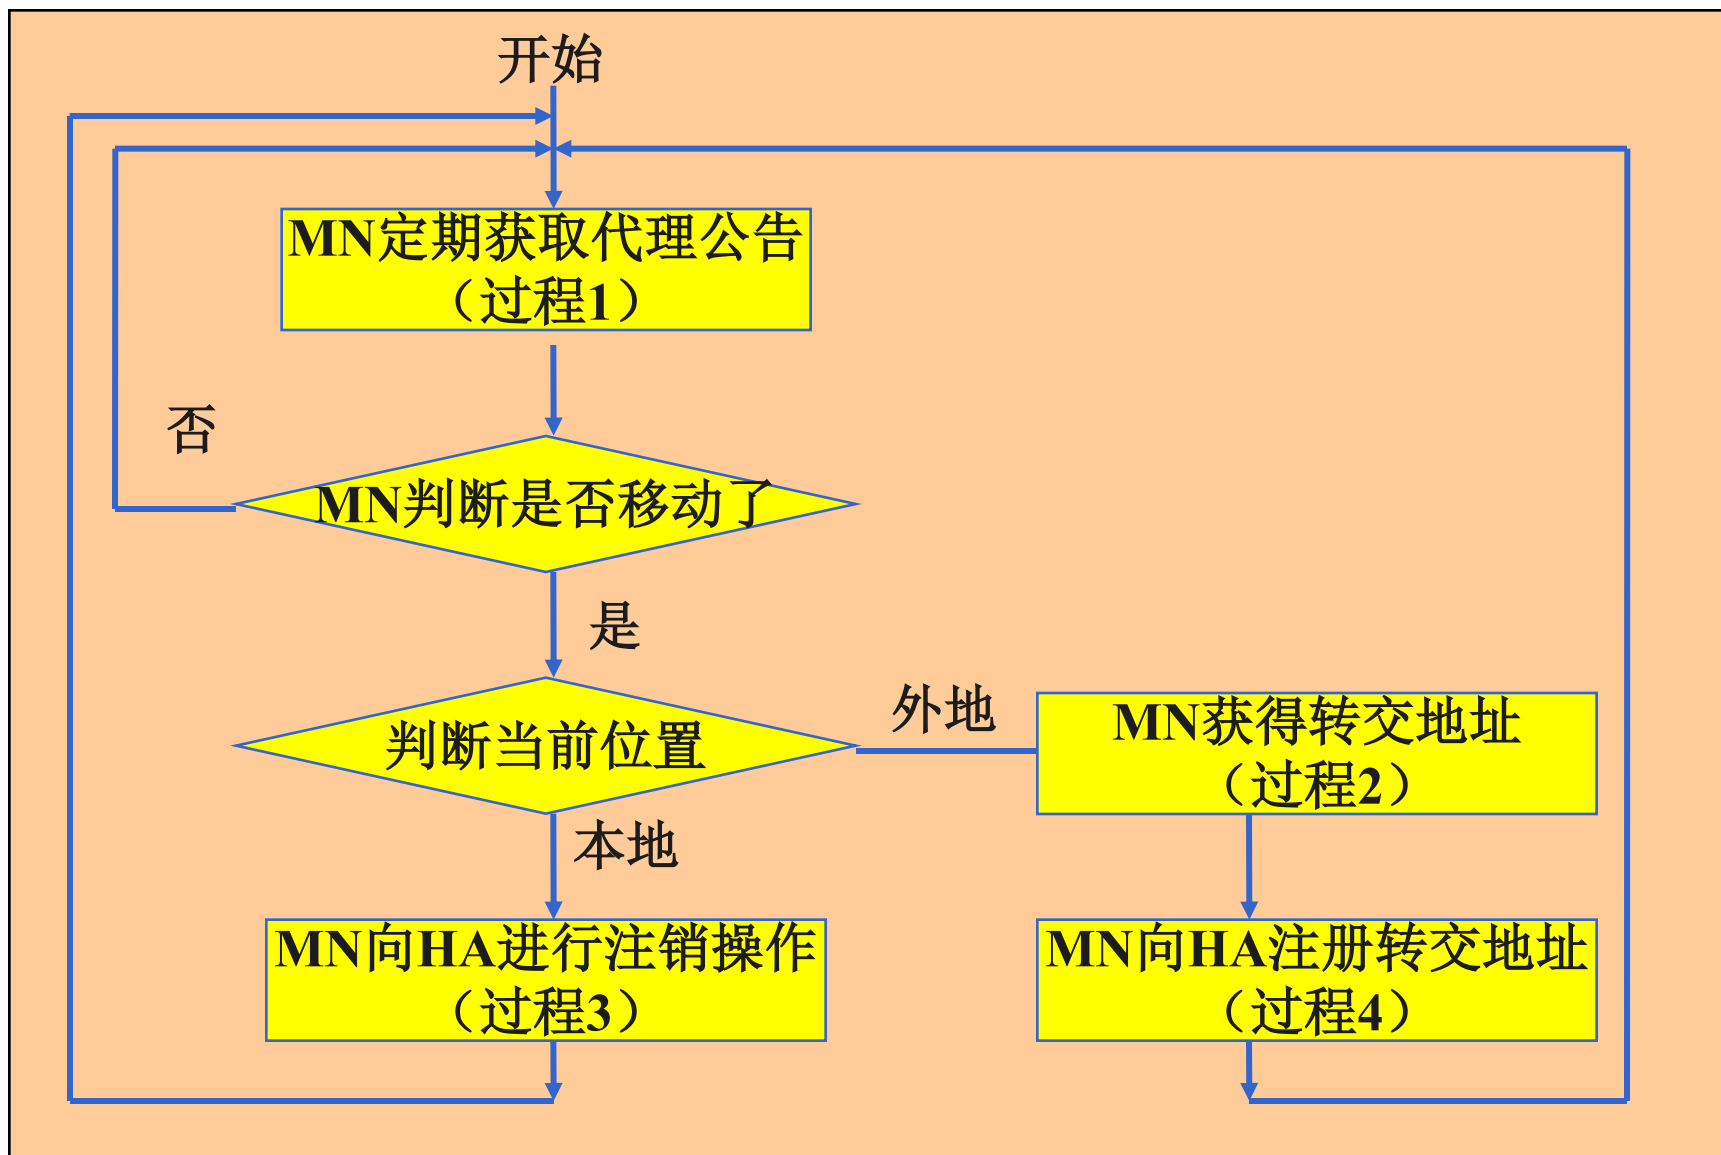 开始
MN定期获取代理公告
（过程1）
否
MN判断是否移动了
是
判断当前位置
外地
MN获得转交地址
（过程2）
本地
MN向HA进行注销操作
（过程3）
MN向HA注册转交地址
（过程4）